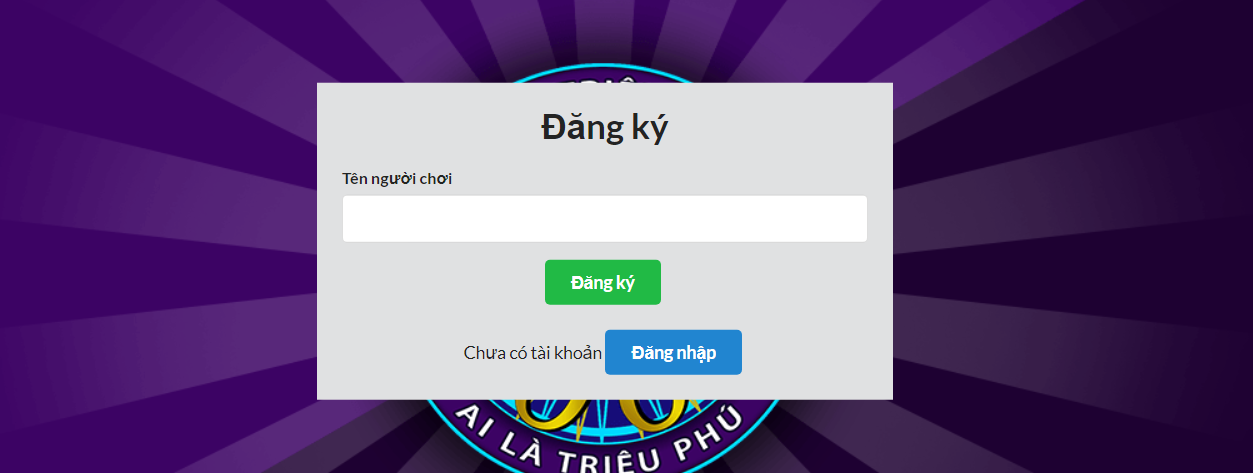 Đăng ký
Tên người chơi
Đăng ký
Chưa có tài khoản Đăng nhập
AI LÀ TRIỆU PHÚ